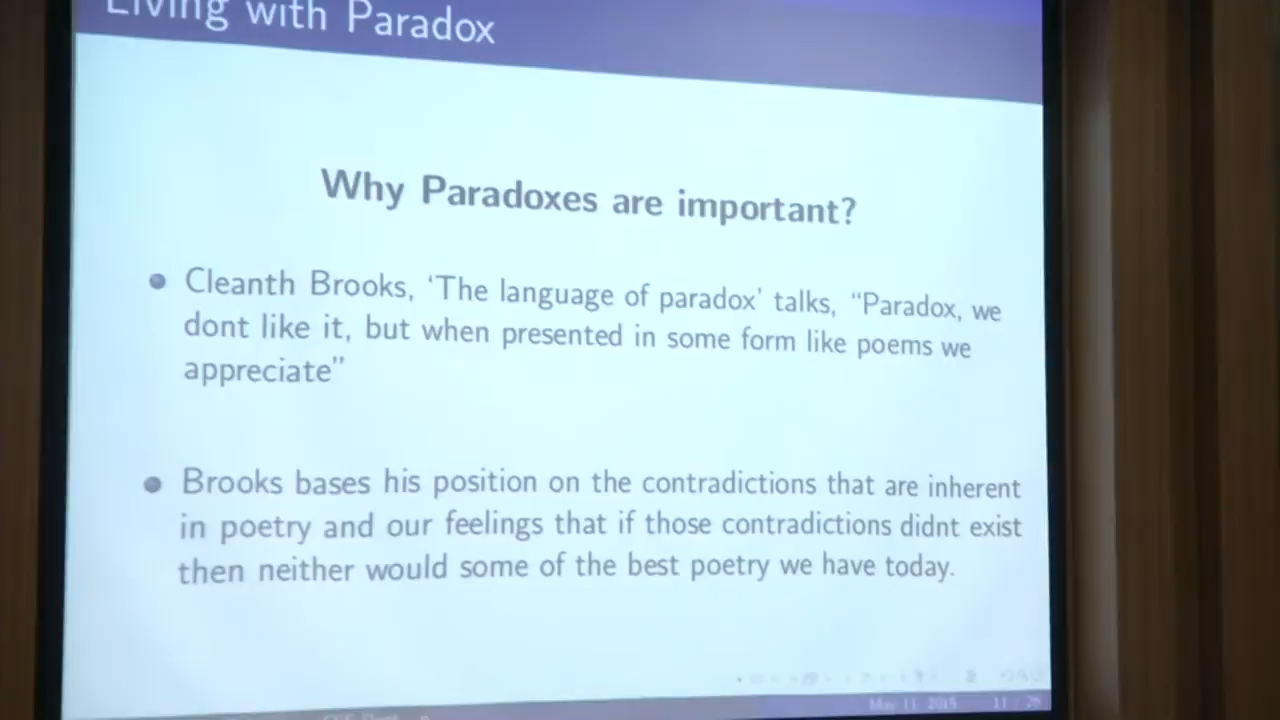 Living with Paradox
Why Paradoxes are important?
Cleanth Brooks, ‘The language of paradox’ talks, “Paradox, we
dont like it, but when presented in some form like poems we
appreciate”
Brooks bases his position on the contradictions that are inherent
in poetry and our feelings that if those contradictions didnt exist
then neither would some of the best poetry we have today.
May 11, 2015 11 /